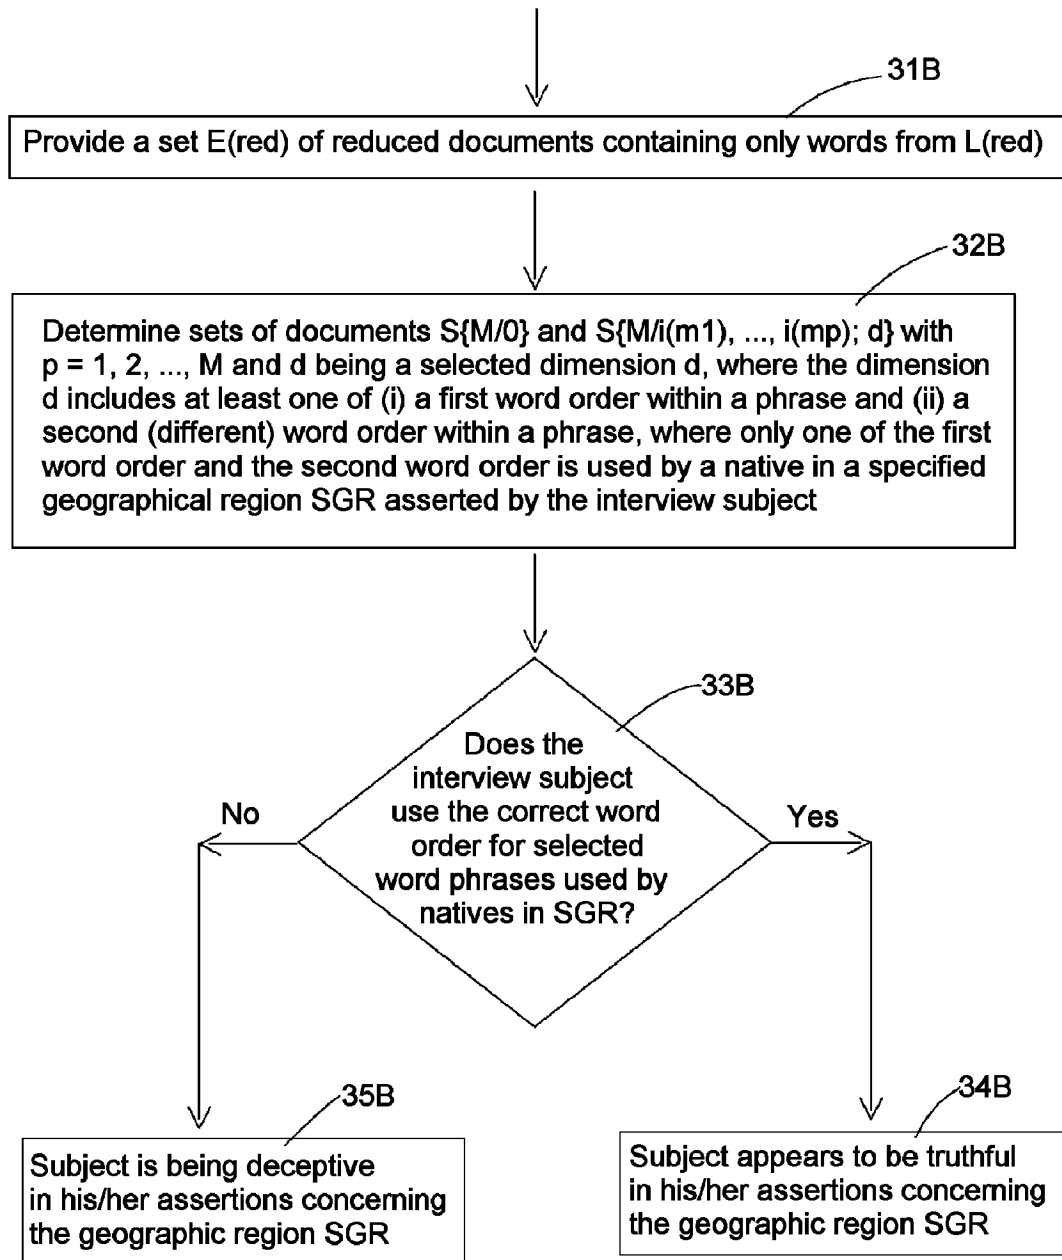 31B
Provide a set E(red) of reduced documents containing only words from L(red)
32B
Determine sets of documents S{M/0} and S{M/i(m1), ..., i(mp); d} with
p = 1, 2, ..., M and d being a selected dimension d, where the dimension
d includes at least one of (i) a first word order within a phrase and (ii) a
second (different) word order within a phrase, where only one of the first
word order and the second word order is used by a native in a specified
geographical region SGR asserted by the interview subject
33B
Does the
interview subject
use the correct word
order for selected
word phrases used by
natives in SGR?
No
Yes
35B
Subject is being deceptive
in his/her assertions concerning
the geographic region SGR
34B
Subject appears to be truthful
in his/her assertions concerning
the geographic region SGR